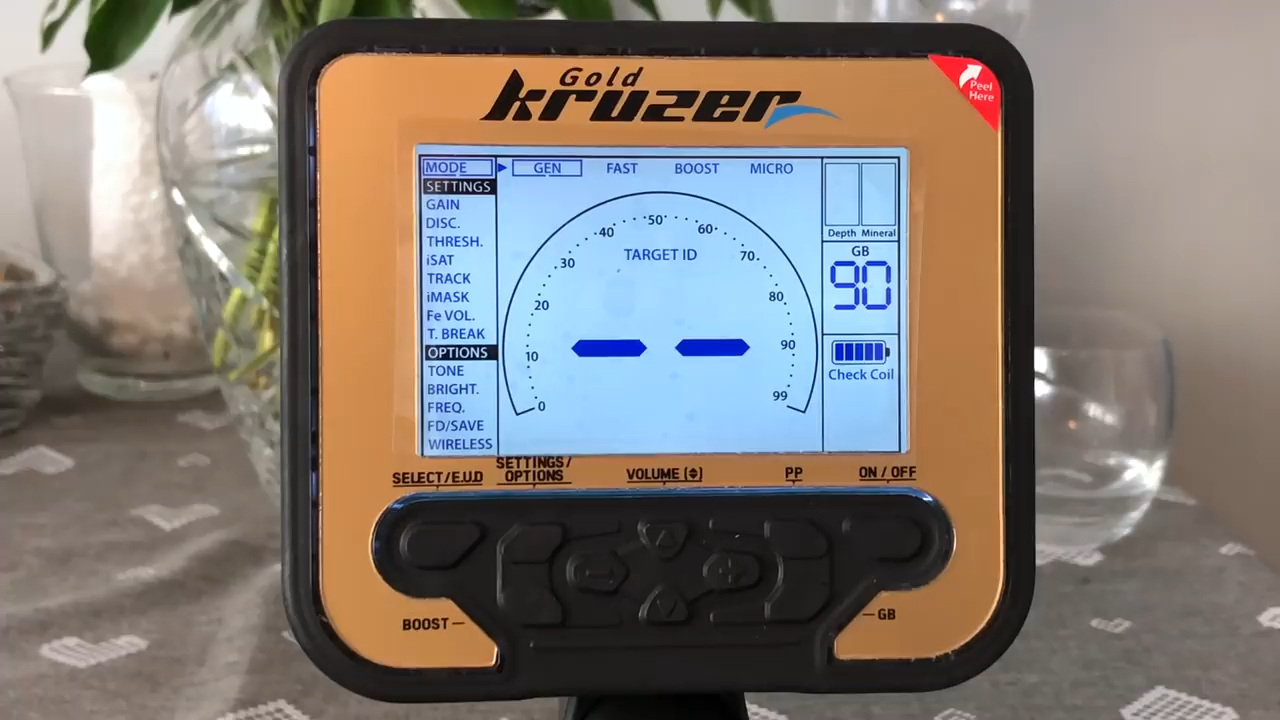 Gold
kruzer
Peel
Here
MODE GEN FAST BOOST MICRO
SETTINGS
GAIN
DISC.
THRESH.
iSAT
TRACK
iMASK
Fe VOL.
T. BREAK
OPTIONS
TONE
BRIGHT.
FREQ.
FD/SAVE
WIRELESS
TARGET ID
0
10
20
30
40
50
60
70
80
90
99
-- 
Depth Mineral
GB
90
Check Coil
SELECT/E.U.D
SETTINGS/
OPTIONS
VOLUME
PP
ON / OFF
BOOST
GB